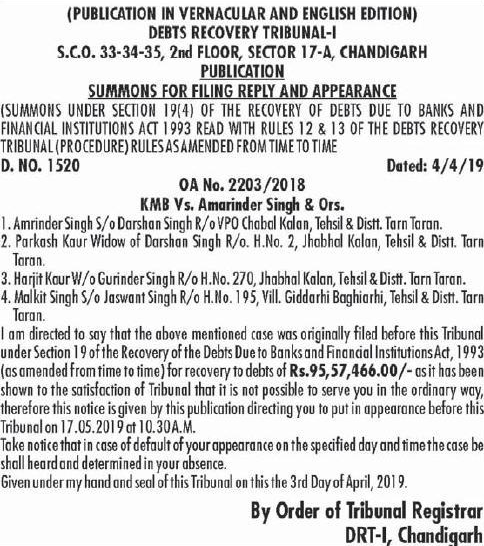 (PUBLICATION IN VERNACULAR AND ENGLISH EDITION)
DEBTS RECOVERY TRIBUNAL-I
S.C.O. 33-34-35, 2nd FLOOR, SECTOR 17-A, CHANDIGARH
PUBLICATION
SUMMONS FOR FILING REPLY AND APPEARANCE
(SUMMONS UNDER SECTION 19(4) OF THE RECOVERY OF DEBTS DUE TO BANKS AND
FINANCIAL INSTITUTIONS ACT 1993 READ WITH RULES 12 & 13 OF THE DEBTS RECOVERY
TRIBUNAL (PROCEDURE) RULES AS AMENDED FROM TIME TO TIME
D. NO. 1520 Dated: 4/4/19
OA No. 2203/2018
KMB Vs. Amarinder Singh & Ors.
1. Amrinder Singh S/o Darshan Singh R/o VPO Chabal Kalan, Tehsil & Distt. Tarn Taran.
2. Parkash Kaur Widow of Darshan Singh R/o. H.No. 2, Jhabhal Kalan, Tehsil & Distt. Tarn
Taran.
3. Harjit Kaur W/o Gurinder Singh R/o H.No. 270, Jhabhal Kalan, Tehsil & Distt. Tarn Taran.
4. Malkit Singh S/o Jaswant Singh R/o H.No. 195, Vill. Giddarhi Baghiarhi, Tehsil & Distt. Tarn
Taran.
I am directed to say that the above mentioned case was originally filed before this Tribunal
under Section 19 of the Recovery of the Debts Due to Banks and Financial Institutions Act, 1993
(as amended from time to time) for recovery to debts of Rs.95,57,466.00/- as it has been
shown to the satisfaction of Tribunal that it is not possible to serve you in the ordinary way,
therefore this notice is given by this publication directing you to put in appearance before this
Tribunal on 17.05.2019 at 10.30A.M.
Take notice that in case of default of your appearance on the specified day and time the case be
shall heard and determined in your absence.
Given under my hand and seal of this Tribunal on this the 3rd Day of April, 2019.
By Order of Tribunal Registrar
DRT-I, Chandigarh